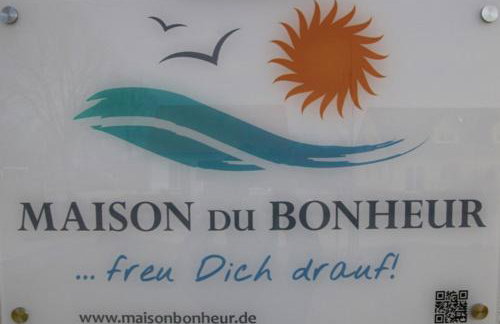 MAISON DU BONHEUR
... freu Dich drauf!
www.maisonbonheur.de